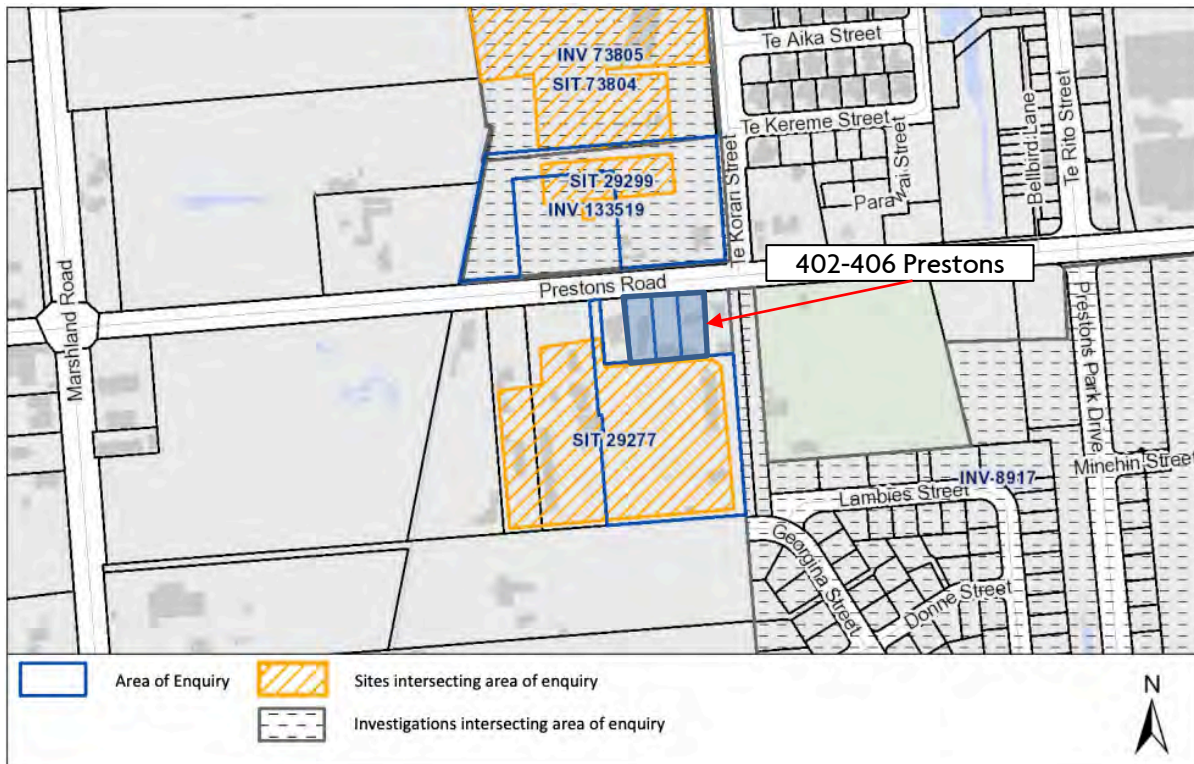 Te Aika Street
INV 73805
SIT 73804
Te Kereme Street
Bellbird Lane
Te Rito Street
SIT 29299
INV 133519
Te Koran Street
Para
wai Street
402-406 Prestons
Prestons Road
Marshland Road
Prestons Park Drive
SIT 29277
Minchin Street
INV 8917
Lambies Street
Georgina Street
Donne Street
Area of Enquiry
Sites intersecting area of enquiry
Investigations intersecting area of enquiry
N